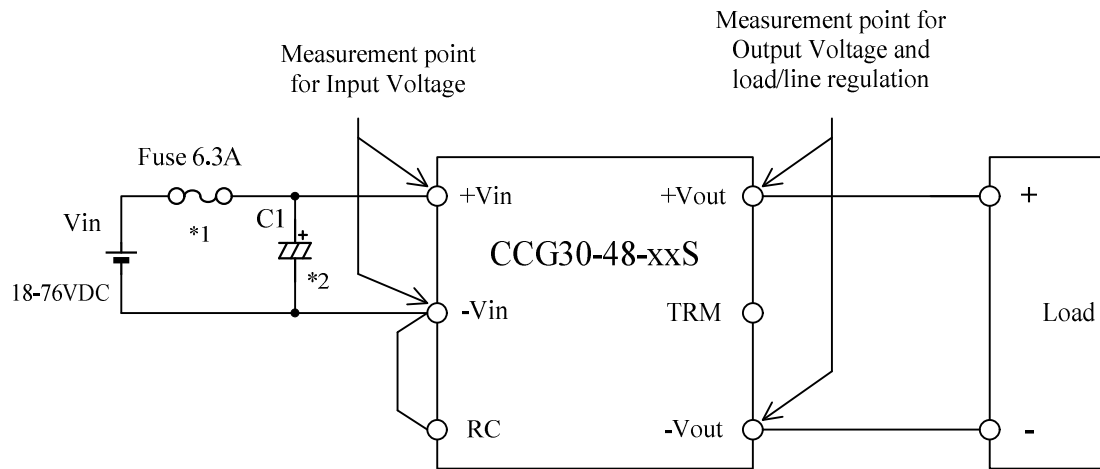 Measurement point
for Input Voltage
Measurement point for
Output Voltage and
load/line regulation
Fuse 6.3A
*1
Vin
18-76VDC
C1
+
*2
+Vin
-Vin
RC
CCG30-48-xxS
+Vout
TRM
-Vout
+
Load
-